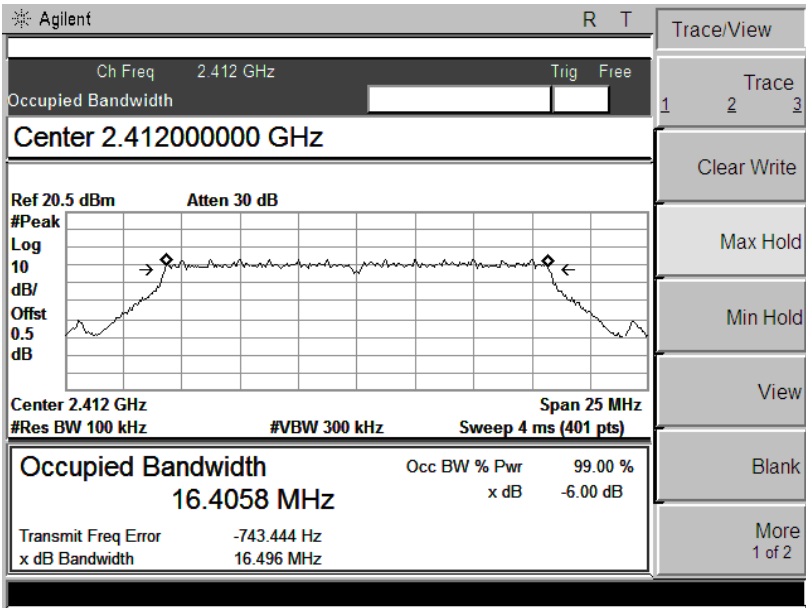 Agilent R T
Trace/View
Ch Freq 2.412 GHz Trig Free
Occupied Bandwidth
Center 2.412000000 GHz
Ref 20.5 dBm Atten 30 dB
#Peak
Log
10
dB/
Offst
0.5
dB
Center 2.412 GHz Span 25 MHz
#Res BW 100 kHz #VBW 300 kHz Sweep 4 ms (401 pts)
Occupied Bandwidth Occ BW % Pwr 99.00 %
16.4058 MHz x dB -6.00 dB
Transmit Freq Error -743.444 Hz
x dB Bandwidth 16.496 MHz
Trace
1 2 3
Clear Write
Max Hold
Min Hold
View
Blank
More
1 of 2